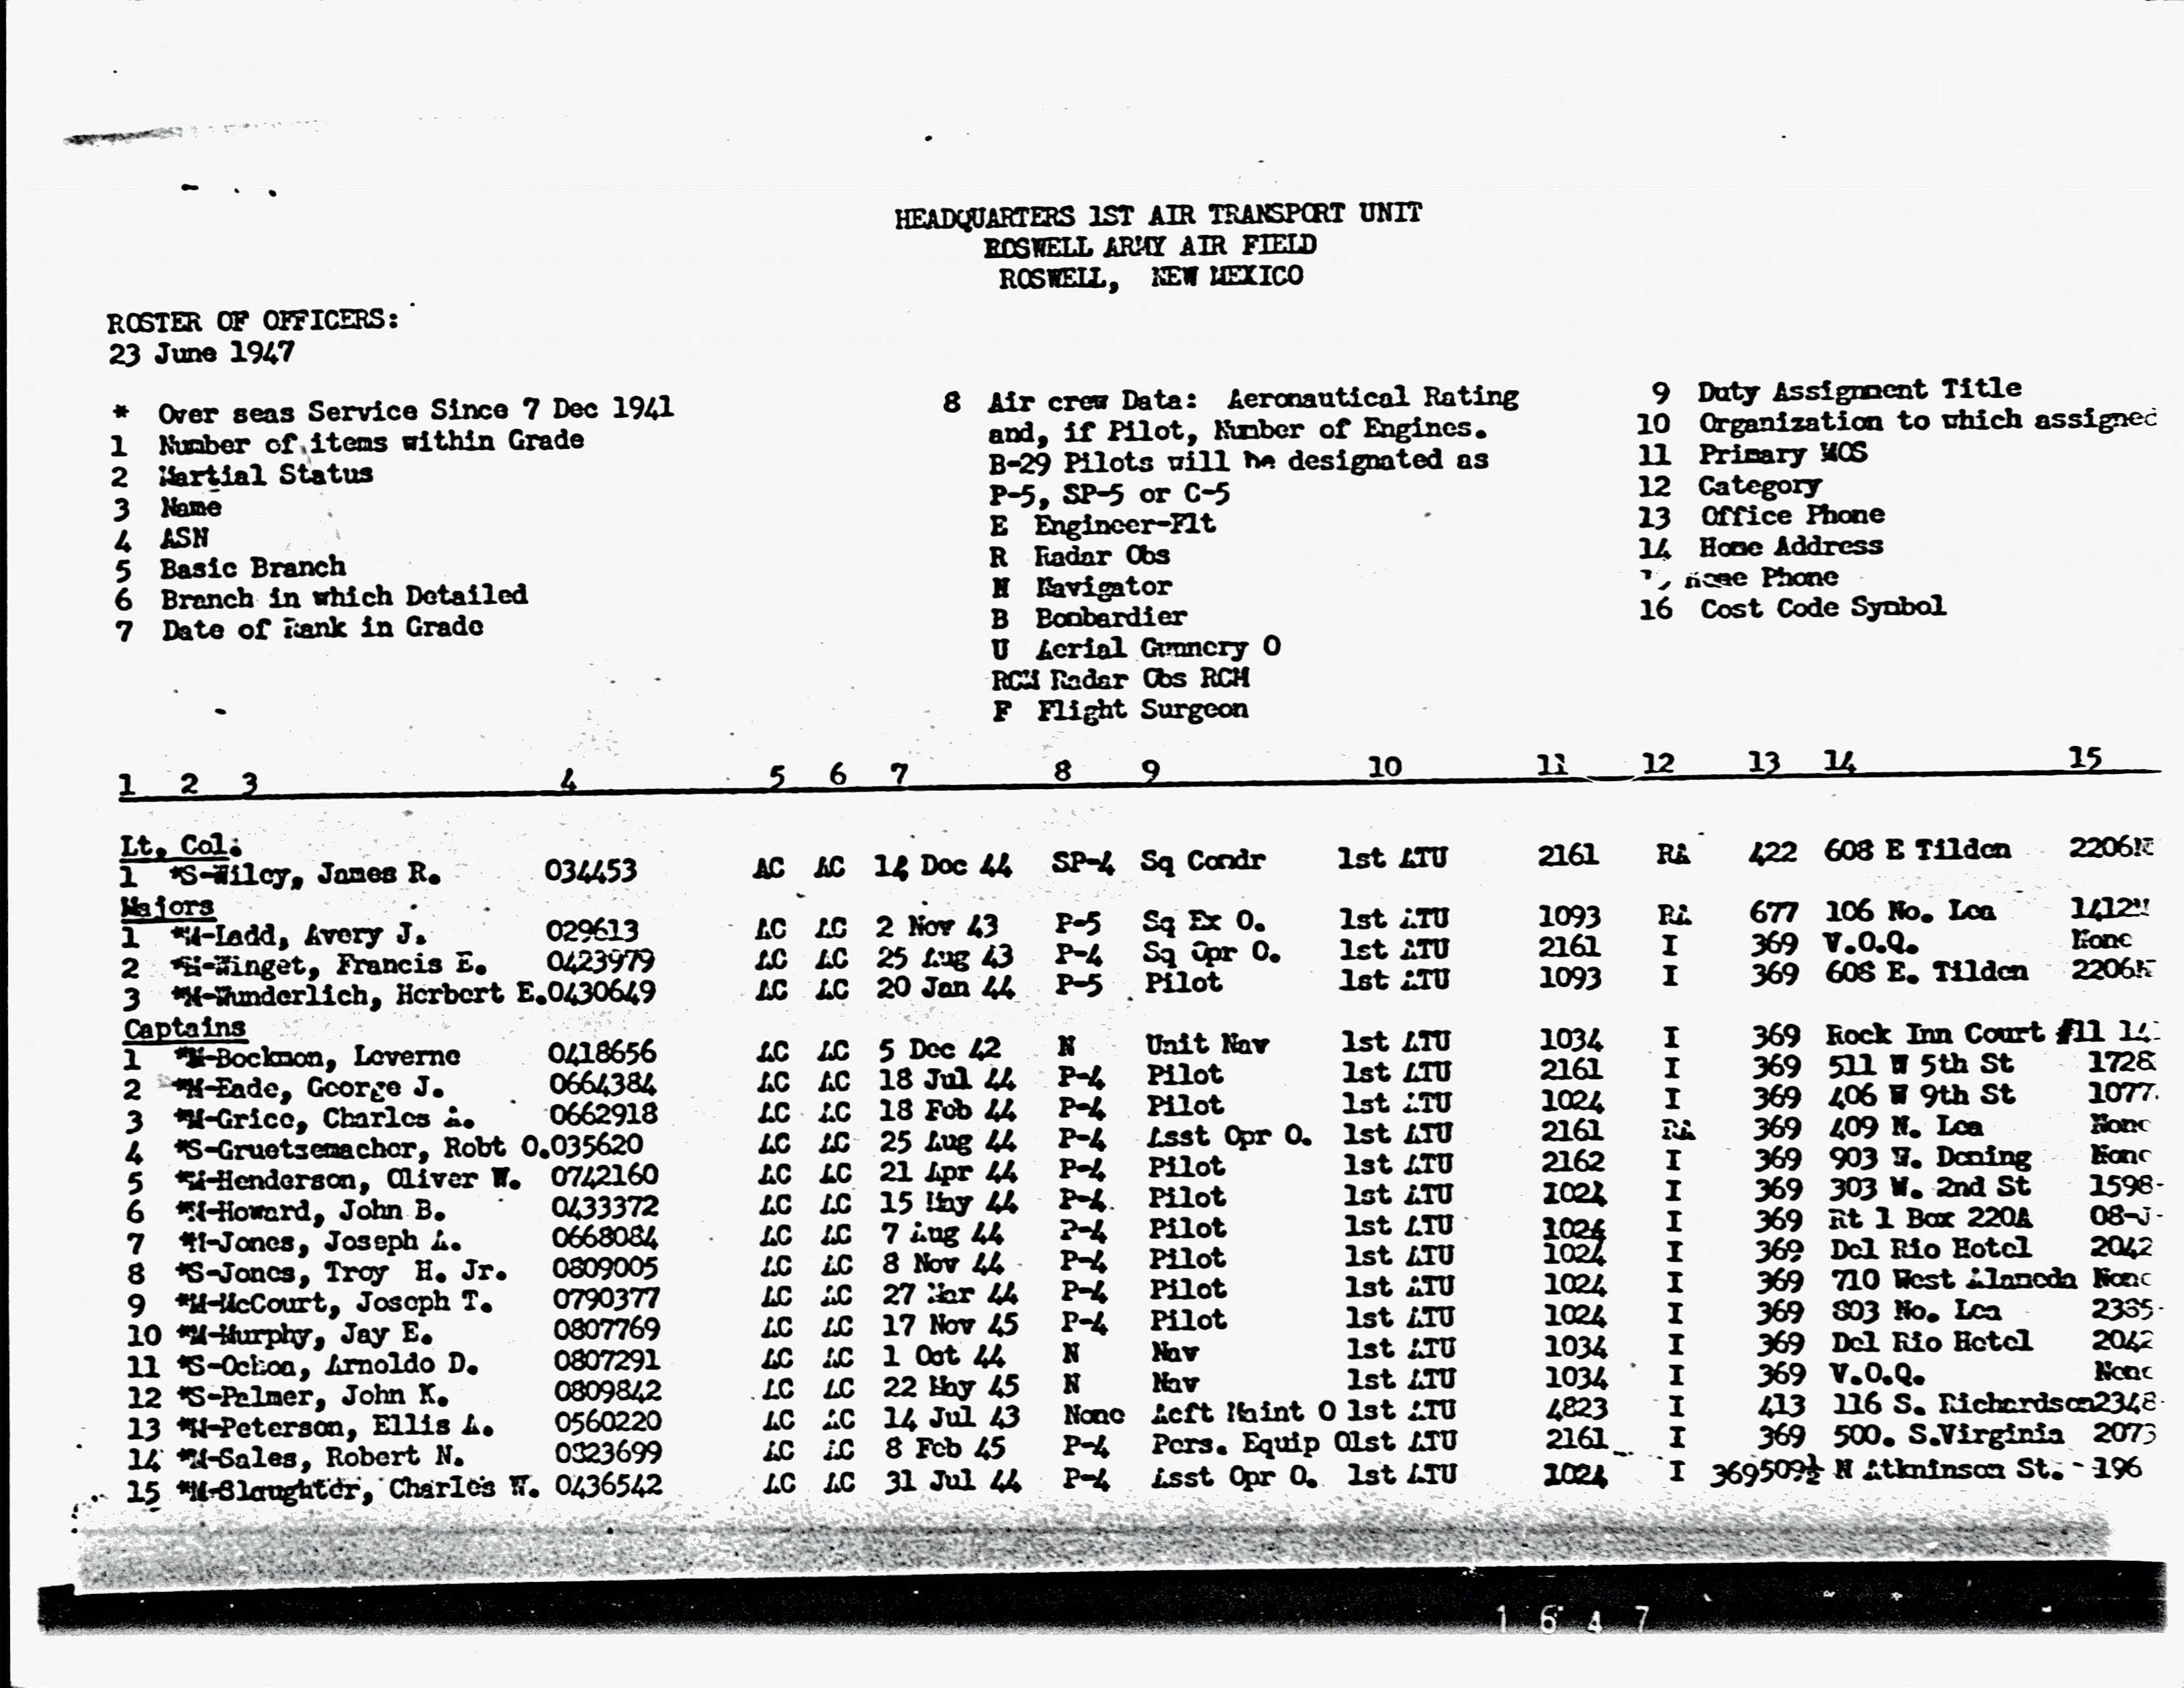 HEADQUARTERS 1ST AIR TRANSPORT UNIT
ROSWELL ARMY AIR FIELD
ROSWELL, NEW MEXICO
ROSTER OF OFFICERS:
23 June 1947
* Over seas Service Since 7 Dec 1941
1 Number of items within Grade
2 Martial Status
3 Name
4 ASN
5 Basic Branch
6 Branch in which Detailed
7 Date of Rank in Grade
8 Air crew Data: Aeronautical Rating
and, if Pilot, Number of Engines.
B-29 Pilots will be designated as
P-5, SP-5 or C-5
E Engineer-Flt
R Radar Obs
N Navigator
B Bombardier
U Aerial Gunnery O
RCM Radar Obs RCM
F Flight Surgeon
9 Duty Assignment Title
10 Organization to which assigned
11 Primary MOS
12 Category
13 Office Phone
14 Home Address
Home Phone
16 Cost Code Symbol
1 2 3 4 5 6 7 8 9 10 11 12 13 14 15
Lt. Col:
1 *S-Wiley, James R. 034453 AC AC 14 Dec 44 SP-4 Sq Comdr 1st ATU 2161 RA 422 608 E Tilden 2206
Majors
1 *M-Ladd, Avery J. 029613 AC AC 2 Nov 43 P-5 Sq Ex O. 1st ATU 1093 RA 677 106 No. Lea 1412
2 *M-Winget, Francis E. 0423979 AC AC 25 Aug 43 P-4 Sq Opr O. 1st ATU 2161 I 369 V.O.Q. None
3 *M-Wunderlich, Herbert E. 0430649 AC AC 20 Jan 44 P-5 Pilot 1st ATU 1093 I 369 608 E. Tilden 2206
Captains
1 *M-Bockmon, Leverne 0418656 AC AC 5 Dec 42 N Unit Nav 1st ATU 1034 I 369 Rock Inn Court #11 14
2 *M-Eade, George J. 0664384 AC AC 18 Jul 44 P-4 Pilot 1st ATU 2161 I 369 511 W 5th St 1728
3 *M-Grice, Charles A. 0662918 AC AC 18 Feb 44 P-4 Pilot 1st ATU 1024 I 369 406 W 9th St 1077
4 *S-Gruetzemacher, Robt O. 035620 AC AC 25 Aug 44 P-4 Asst Opr O. 1st ATU 2161 RA 369 409 N. Lea None
5 *M-Henderson, Oliver W. 0742160 AC AC 21 Apr 44 P-4 Pilot 1st ATU 2162 I 369 903 W. Deming None
6 *M-Howard, John B. 0433372 AC AC 15 May 44 P-4 Pilot 1st ATU 1024 I 369 303 W. 2nd St 1598-
7 *M-Jones, Joseph A. 0668084 AC AC 7 Aug 44 P-4 Pilot 1st ATU 1024 I 369 Rt 1 Box 220A 08-J-
8 *S-Jones, Troy H. Jr. 0809005 AC AC 8 Nov 44 P-4 Pilot 1st ATU 1024 I 369 Del Rio Hotel 2042
9 *M-McCourt, Joseph T. 0790377 AC AC 27 Mar 44 P-4 Pilot 1st ATU 1024 I 369 710 West Alameda None
10 *M-Murphy, Jay E. 0807769 AC AC 17 Nov 45 P-4 Pilot 1st ATU 1024 I 369 803 No. Lea 2385-
11 *S-Ochoa, Arnoldo D. 0807291 AC AC 1 Oct 44 N Nav 1st ATU 1034 I 369 Del Rio Hotel 2042
12 *S-Palmer, John K. 0809842 AC AC 22 May 45 N Nav 1st ATU 1034 I 369 V.O.Q. None
13 *M-Peterson, Ellis A. 0560220 AC AC 14 Jul 43 None Acft Maint O 1st ATU 4823 I 413 116 S. Richardson 2348-
14 *M-Sales, Robert N. 0823699 AC AC 8 Feb 45 P-4 Pers. Equip O 1st ATU 2161 I 369 500. S.Virginia 2073
15 *M-Slaughter, Charles W. 0436542 AC AC 31 Jul 44 P-4 Asst Opr O. 1st ATU 1024 I 369 509½ N Atkninson St. -196
1647